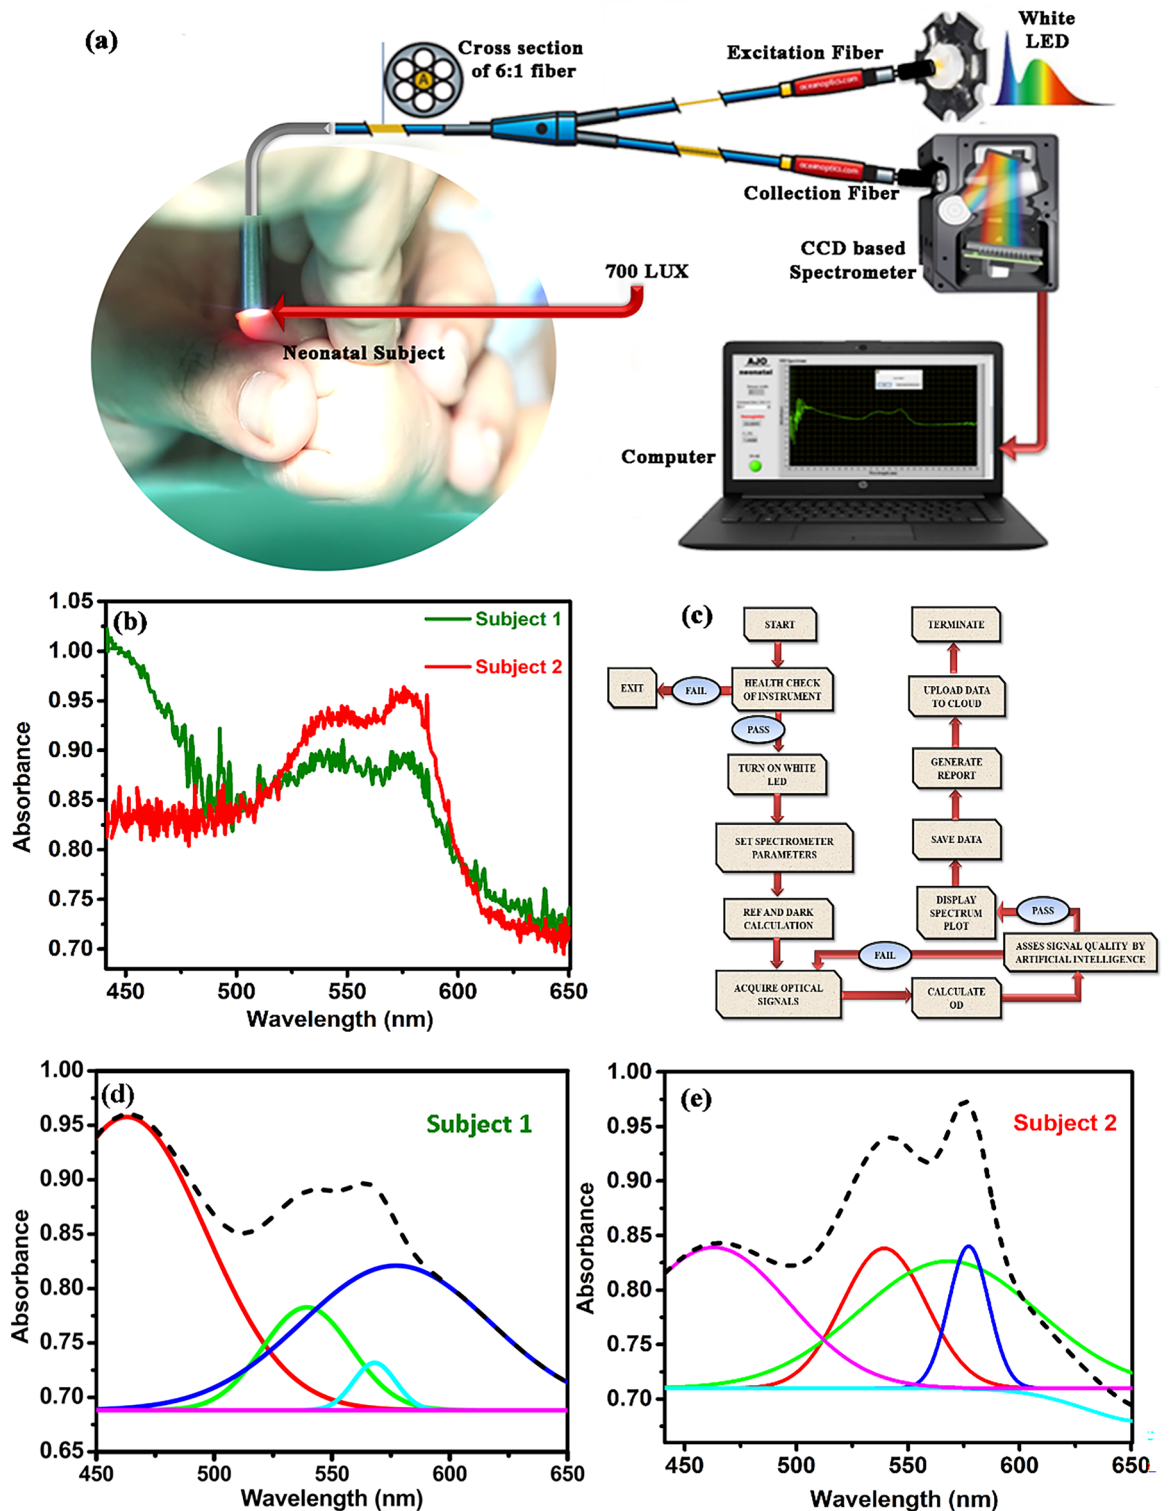 (a)
Cross section
of 6:1 fiber
A
Excitation Fiber
oceanoptics.com
White
LED
oceanoptics.com
Collection Fiber
CCD based
Spectrometer
700 LUX
Neonatal Subject
AJO
neonatal
Computer
hp
(b)
Subject 1
Subject 2
1.05
1.00
0.95
0.90
0.85
0.80
0.75
0.70
Absorbance
450 500 550 600 650
Wavelength (nm)
(c)
START
HEALTH CHECK
OF INSTRUMENT
FAIL
EXIT
PASS
TURN ON WHITE
LED
SET SPECTROMETER
PARAMETERS
REF AND DARK
CALCULATION
ACQUIRE OPTICAL
SIGNALS
CALCULATE
OD
ASSES SIGNAL QUALITY BY
ARTIFICIAL INTELLIGENCE
FAIL
PASS
DISPLAY
SPECTRUM
PLOT
SAVE DATA
GENERATE
REPORT
UPLOAD DATA
TO CLOUD
TERMINATE
(d)
Subject 1
1.00
0.95
0.90
0.85
0.80
0.75
0.70
0.65
Absorbance
450 500 550 600 650
Wavelength (nm)
(e)
Subject 2
1.00
0.95
0.90
0.85
0.80
0.75
0.70
Absorbance
450 500 550 600 650
Wavelength (nm)